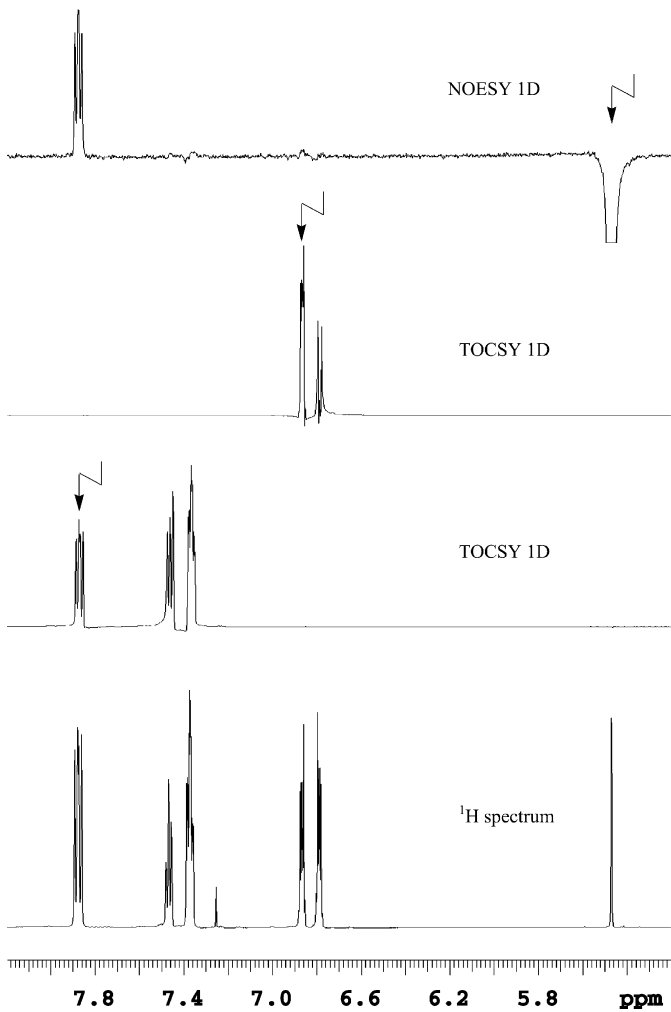 NOESY 1D
TOCSY 1D
TOCSY 1D
¹H spectrum
7.8 7.4 7.0 6.6 6.2 5.8 ppm